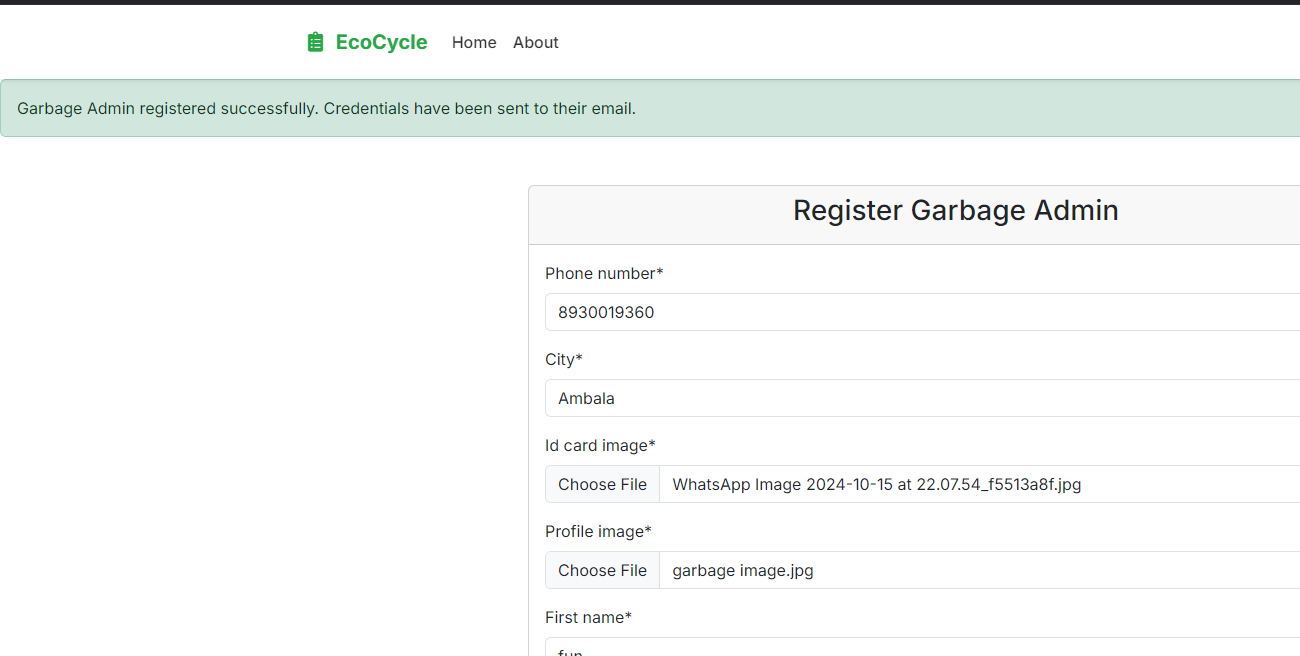 EcoCycle Home About
Garbage Admin registered successfully. Credentials have been sent to their email.
Register Garbage Admin
Phone number*
8930019360
City*
Ambala
Id card image*
Choose File WhatsApp Image 2024-10-15 at 22.07.54_f5513a8f.jpg
Profile image*
Choose File garbage image.jpg
First name*
fun